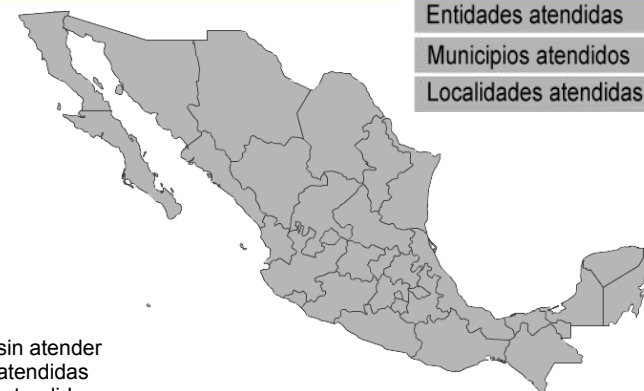 Entidades atendidas
Municipios atendidos
Localidades atendidas
sin atender
atendidas